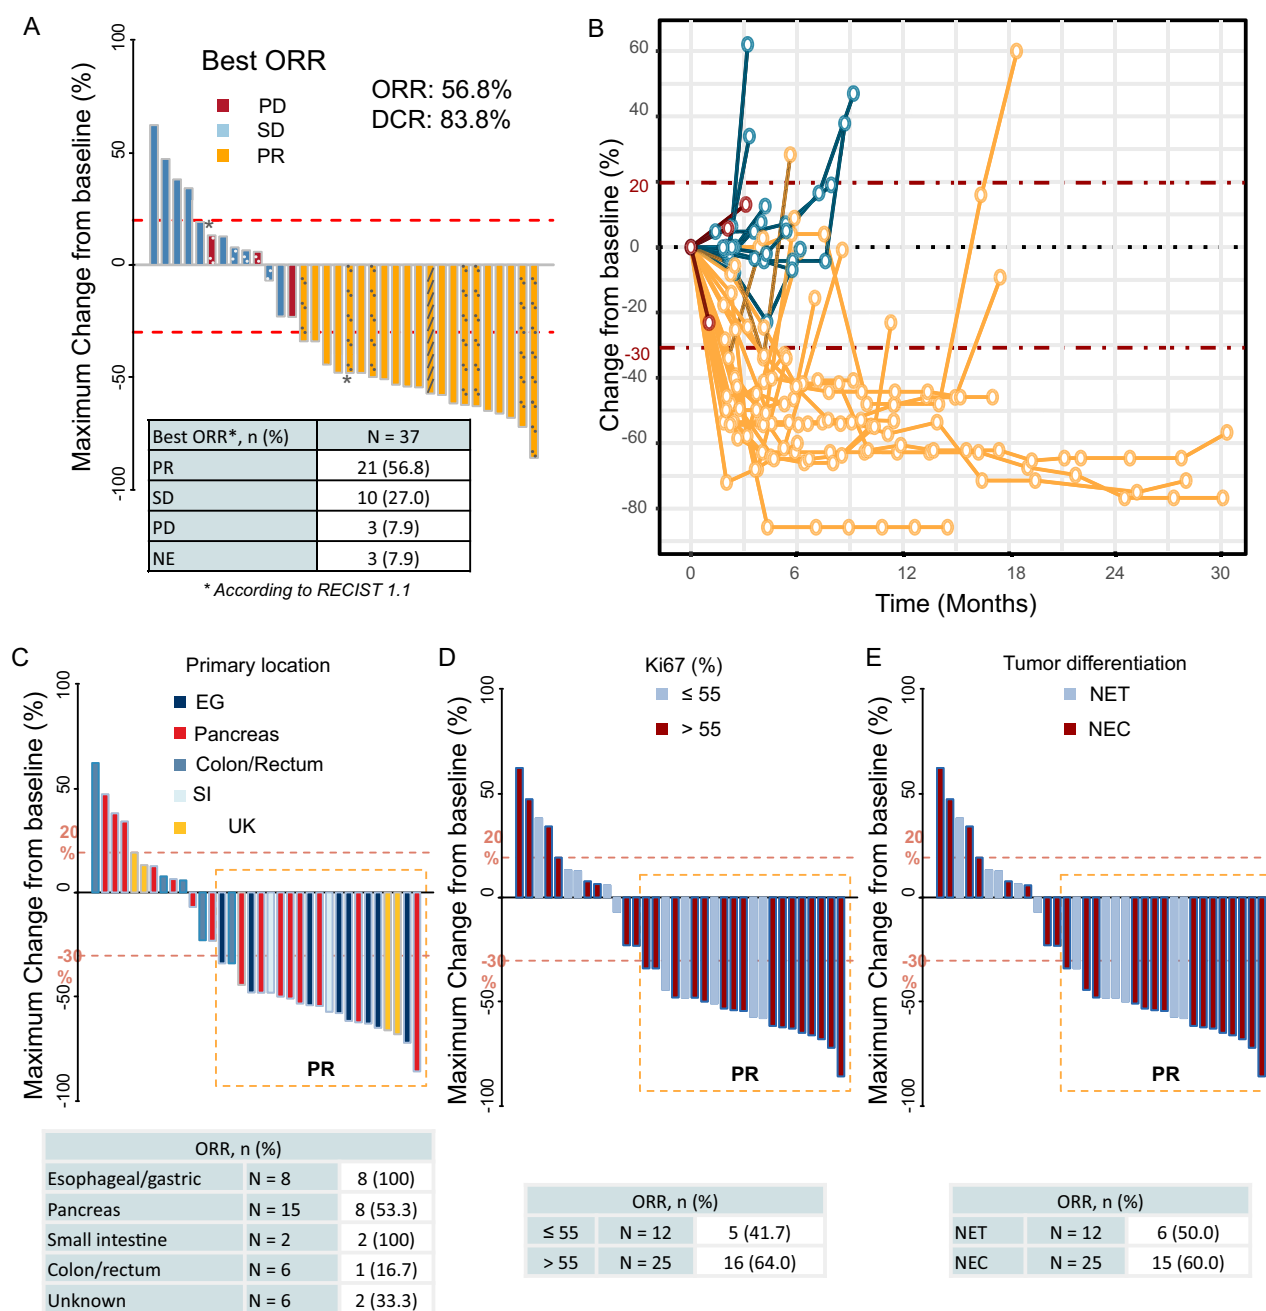 A
Maximum Change from baseline (%)
100
50
0
-50
-100
Best ORR
PD
SD
PR
ORR: 56.8%
DCR: 83.8%
*
*
Best ORR*, n (%) N = 37
PR 21 (56.8)
SD 10 (27.0)
PD 3 (7.9)
NE 3 (7.9)
* According to RECIST 1.1
B
Change from baseline (%)
60
40
20
0
-20
-30
-40
-60
-80
0 6 12 18 24 30
Time (Months)
C
Primary location
EG
Pancreas
Colon/Rectum
SI
UK
Maximum Change from baseline (%)
100
50
20
%
0
-30
%
-50
-100
PR
ORR, n (%)
Esophageal/gastric N = 8 8 (100)
Pancreas N = 15 8 (53.3)
Small intestine N = 2 2 (100)
Colon/rectum N = 6 1 (16.7)
Unknown N = 6 2 (33.3)
D
Ki67 (%)
≤ 55
> 55
Maximum Change from baseline (%)
100
50
20
%
0
-30
%
-50
-100
PR
ORR, n (%)
≤ 55 N = 12 5 (41.7)
> 55 N = 25 16 (64.0)
E
Tumor differentiation
NET
NEC
Maximum Change from baseline (%)
100
50
20
%
0
-30
%
-50
-100
PR
ORR, n (%)
NET N = 12 6 (50.0)
NEC N = 25 15 (60.0)